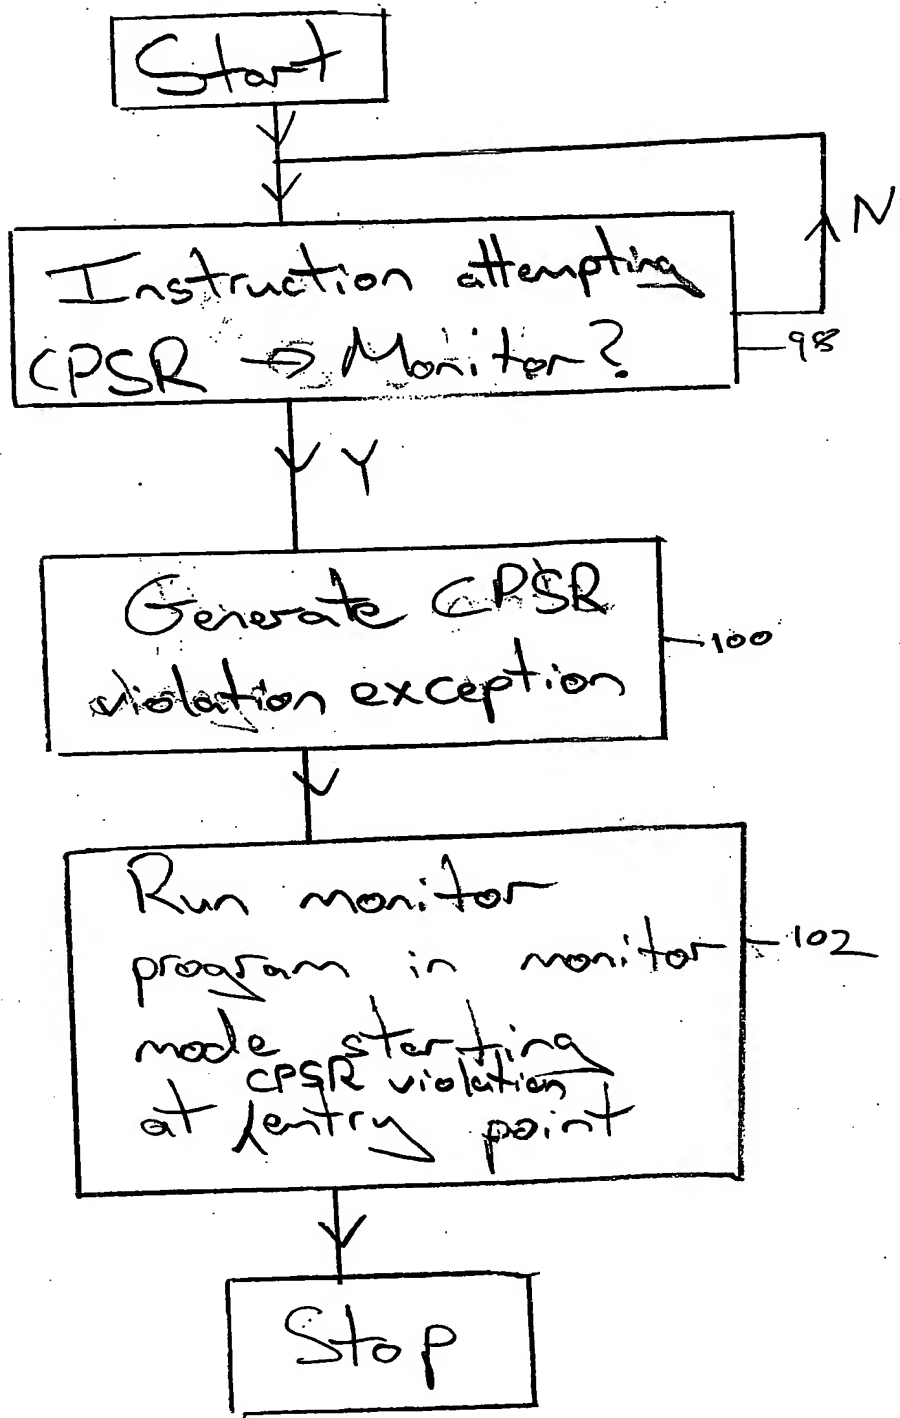 Start
N
Instruction attempting
CPSR → Monitor?
98
Y
Generate CPSR
violation exception
100
Run monitor
program in monitor
102
mode starting
CPSR violation
at entry point
Stop